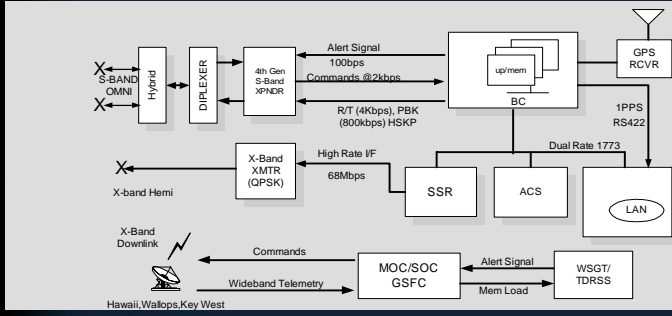 S-BAND
OMNI
Hybrid
DIPLEXER
4th Gen
S-Band
XPNDR
Alert Signal
100bps
Commands @2kbps
R/T (4Kbps), PBK
(800kbps) HSKP
up/mem
BC
GPS
RCVR
1PPS
RS422
Dual Rate 1773
X-band Hemi
X-Band
XMTR
(QPSK)
High Rate I/F
68Mbps
SSR
ACS
LAN
X-Band
Downlink
Hawaii,Wallops,Key West
Commands
Wideband Telemetry
MOC/SOC
GSFC
Alert Signal
Mem Load
WSGT/
TDRSS